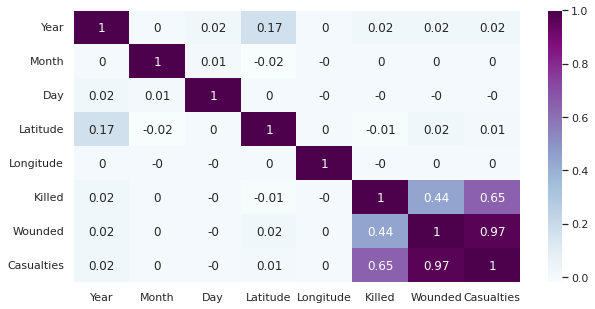 Year 1 0 0.02 0.17 0 0.02 0.02 0.02 1.0
Month 0 1 0.01 -0.02 -0 0 0 0
Day 0.02 0.01 1 0 -0 -0 -0 -0 0.8
Latitude 0.17 -0.02 0 1 0 -0.01 0.02 0.01 0.6
Longitude 0 -0 -0 0 1 -0 0 0
Killed 0.02 0 -0 -0.01 -0 1 0.44 0.65 0.4
Wounded 0.02 0 -0 0.02 0 0.44 1 0.97 0.2
Casualties 0.02 0 -0 0.01 0 0.65 0.97 1 0.0
Year Month Day Latitude Longitude Killed Wounded Casualties